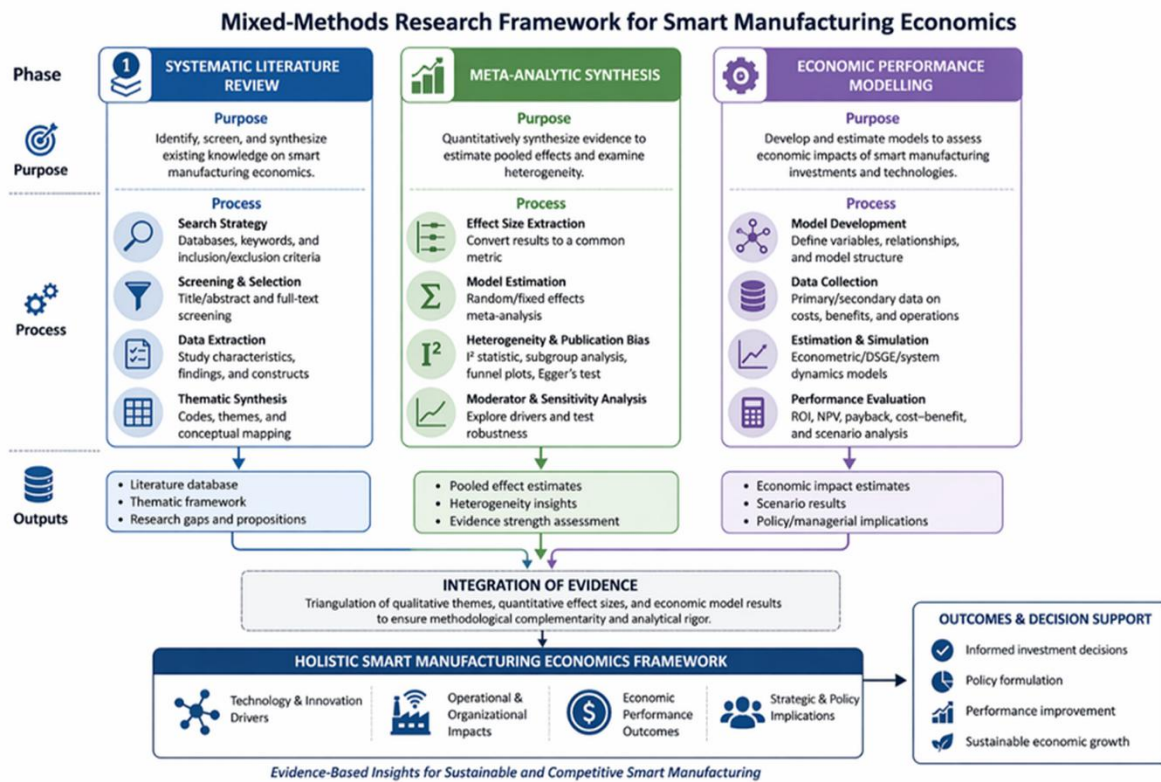 Mixed-Methods Research Framework for Smart Manufacturing Economics
Phase
1
SYSTEMATIC LITERATURE
REVIEW
META-ANALYTIC SYNTHESIS
ECONOMIC PERFORMANCE
MODELLING
Purpose
Purpose
Identify, screen, and synthesize
existing knowledge on smart
manufacturing economics.
Purpose
Quantitatively synthesize evidence to
estimate pooled effects and examine
heterogeneity.
Purpose
Develop and estimate models to assess
economic impacts of smart manufacturing
investments and technologies.
Process
Process
Search Strategy
Databases, keywords, and
inclusion/exclusion criteria
Screening & Selection
Title/abstract and full-text
screening
Data Extraction
Study characteristics,
findings, and constructs
Thematic Synthesis
Codes, themes, and
conceptual mapping
Process
Effect Size Extraction
Convert results to a common
metric
Σ
Model Estimation
Random/fixed effects
meta-analysis
I²
Heterogeneity & Publication Bias
I² statistic, subgroup analysis,
funnel plots, Egger's test
Moderator & Sensitivity Analysis
Explore drivers and test
robustness
Process
Model Development
Define variables, relationships,
and model structure
Data Collection
Primary/secondary data on
costs, benefits, and operations
Estimation & Simulation
Econometric/DSGE/system
dynamics models
Performance Evaluation
ROI, NPV, payback, cost–benefit,
and scenario analysis
Outputs
• Literature database
• Thematic framework
• Research gaps and propositions
• Pooled effect estimates
• Heterogeneity insights
• Evidence strength assessment
• Economic impact estimates
• Scenario results
• Policy/managerial implications
INTEGRATION OF EVIDENCE
Triangulation of qualitative themes, quantitative effect sizes, and economic model results
to ensure methodological complementarity and analytical rigor.
HOLISTIC SMART MANUFACTURING ECONOMICS FRAMEWORK
Technology & Innovation
Drivers
Operational &
Organizational
Impacts
$
Economic
Performance
Outcomes
Strategic & Policy
Implications
OUTCOMES & DECISION SUPPORT
Informed investment decisions
Policy formulation
Performance improvement
Sustainable economic growth
Evidence-Based Insights for Sustainable and Competitive Smart Manufacturing